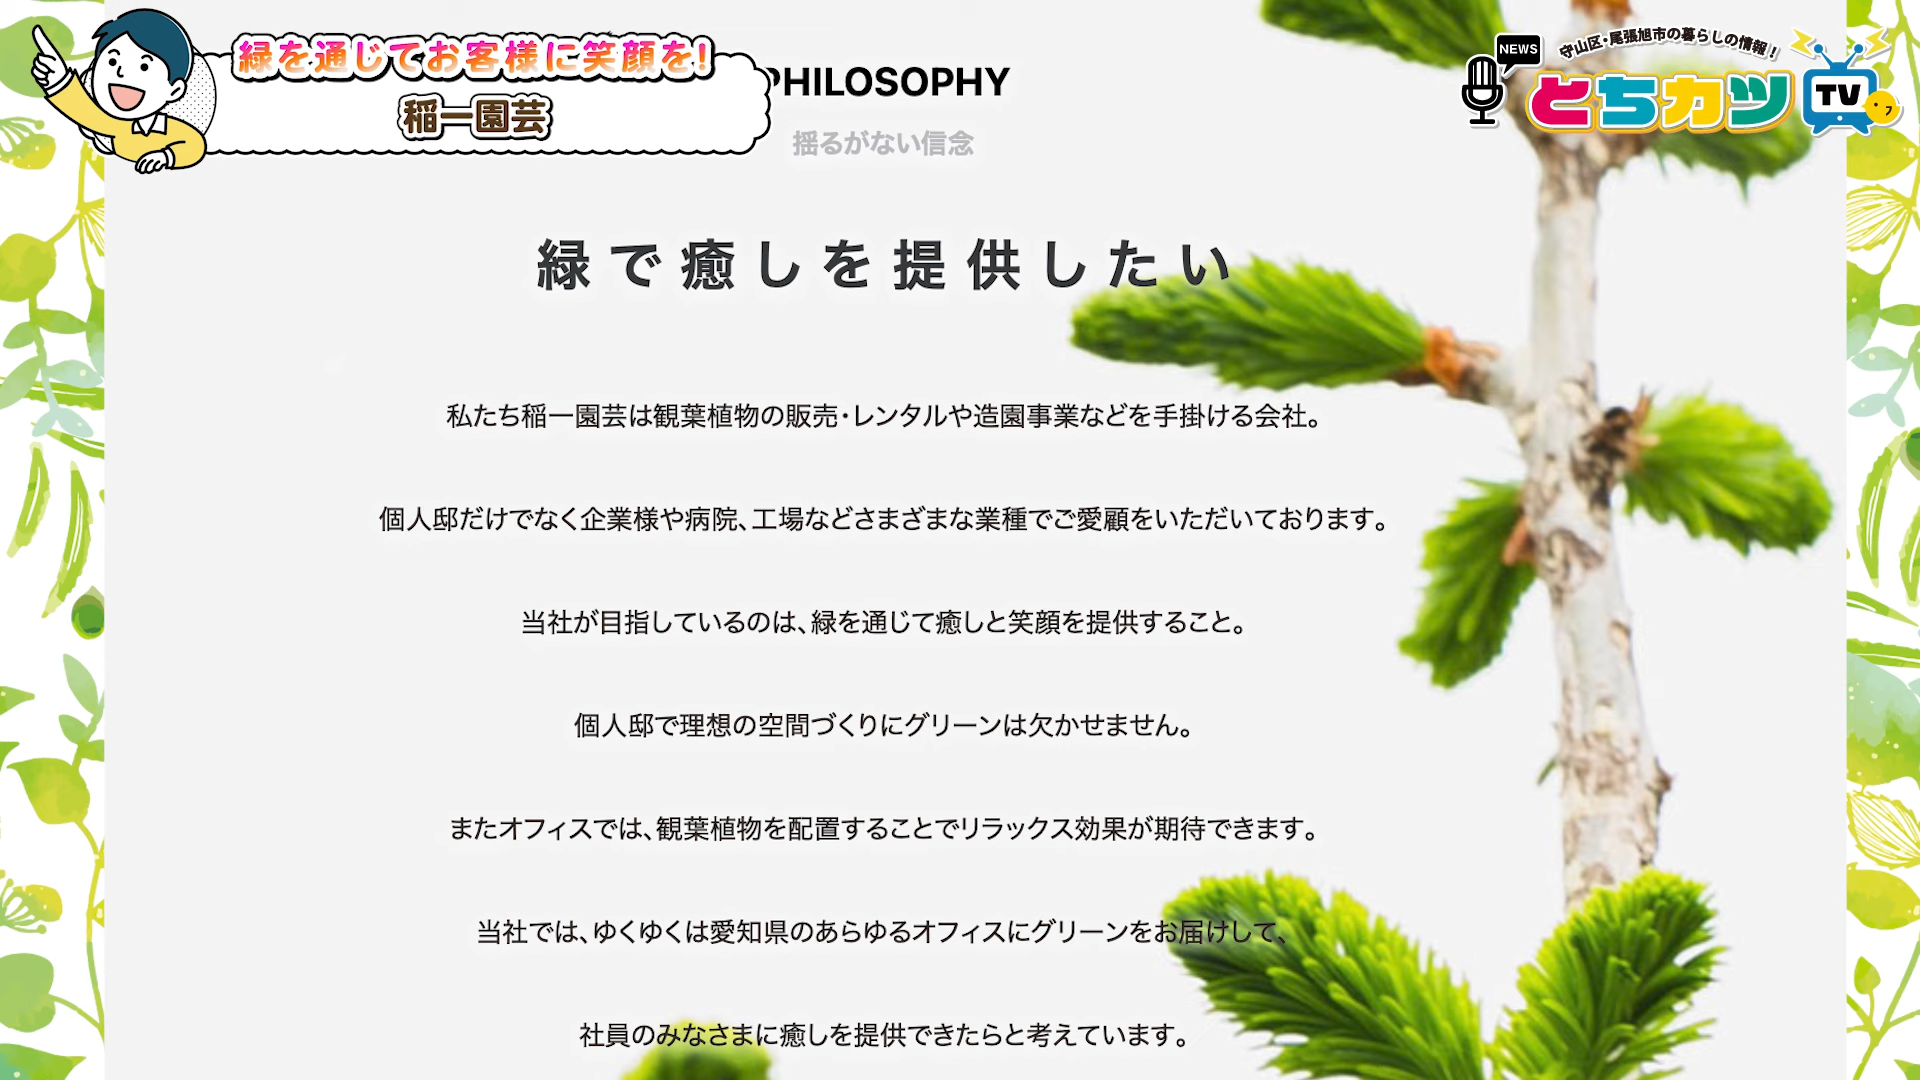 緑を通じてお客様に笑顔を!
稲一園芸
NEWS
守山区・尾張旭市の暮らしの情報!
とちカツ
TV
PHILOSOPHY
揺るがない信念
緑で癒しを提供したい
私たち稲一園芸は観葉植物の販売・レンタルや造園事業などを手掛ける会社。
個人邸だけでなく企業様や病院、工場などさまざまな業種でご愛顧をいただいております。
当社が目指しているのは、緑を通じて癒しと笑顔を提供すること。
個人邸で理想の空間づくりにグリーンは欠かせません。
またオフィスでは、観葉植物を配置することでリラックス効果が期待できます。
当社では、ゆくゆくは愛知県のあらゆるオフィスにグリーンをお届けして、
社員のみなさまに癒しを提供できたらと考えています。